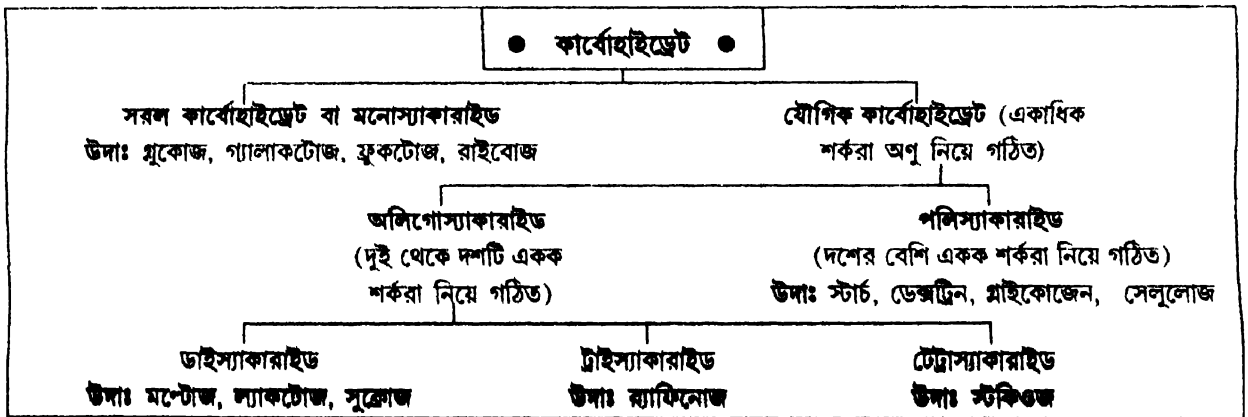 ● কার্বোহাইড্রেট ●
সরল কার্বোহাইড্রেট বা মনোস্যাকারাইড
উদাঃ গ্লুকোজ, গ্যালাকটোজ, ফ্রুকটোজ, রাইবোজ
যৌগিক কার্বোহাইড্রেট (একাধিক
শর্করা অণু নিয়ে গঠিত)
অলিগোস্যাকারাইড
(দুই থেকে দশটি একক
শর্করা নিয়ে গঠিত)
পলিস্যাকারাইড
(দশের বেশি একক শর্করা নিয়ে গঠিত)
উদাঃ স্টার্চ, ডেক্সট্রিন, গ্লাইকোজেন, সেলুলোজ
ডাইস্যাকারাইড
উদাঃ মল্টোজ, ল্যাকটোজ, সুক্রোজ
ট্রাইস্যাকারাইড
উদাঃ র‍্যাফিনোজ
টেট্রাস্যাকারাইড
উদাঃ স্টকিওজ